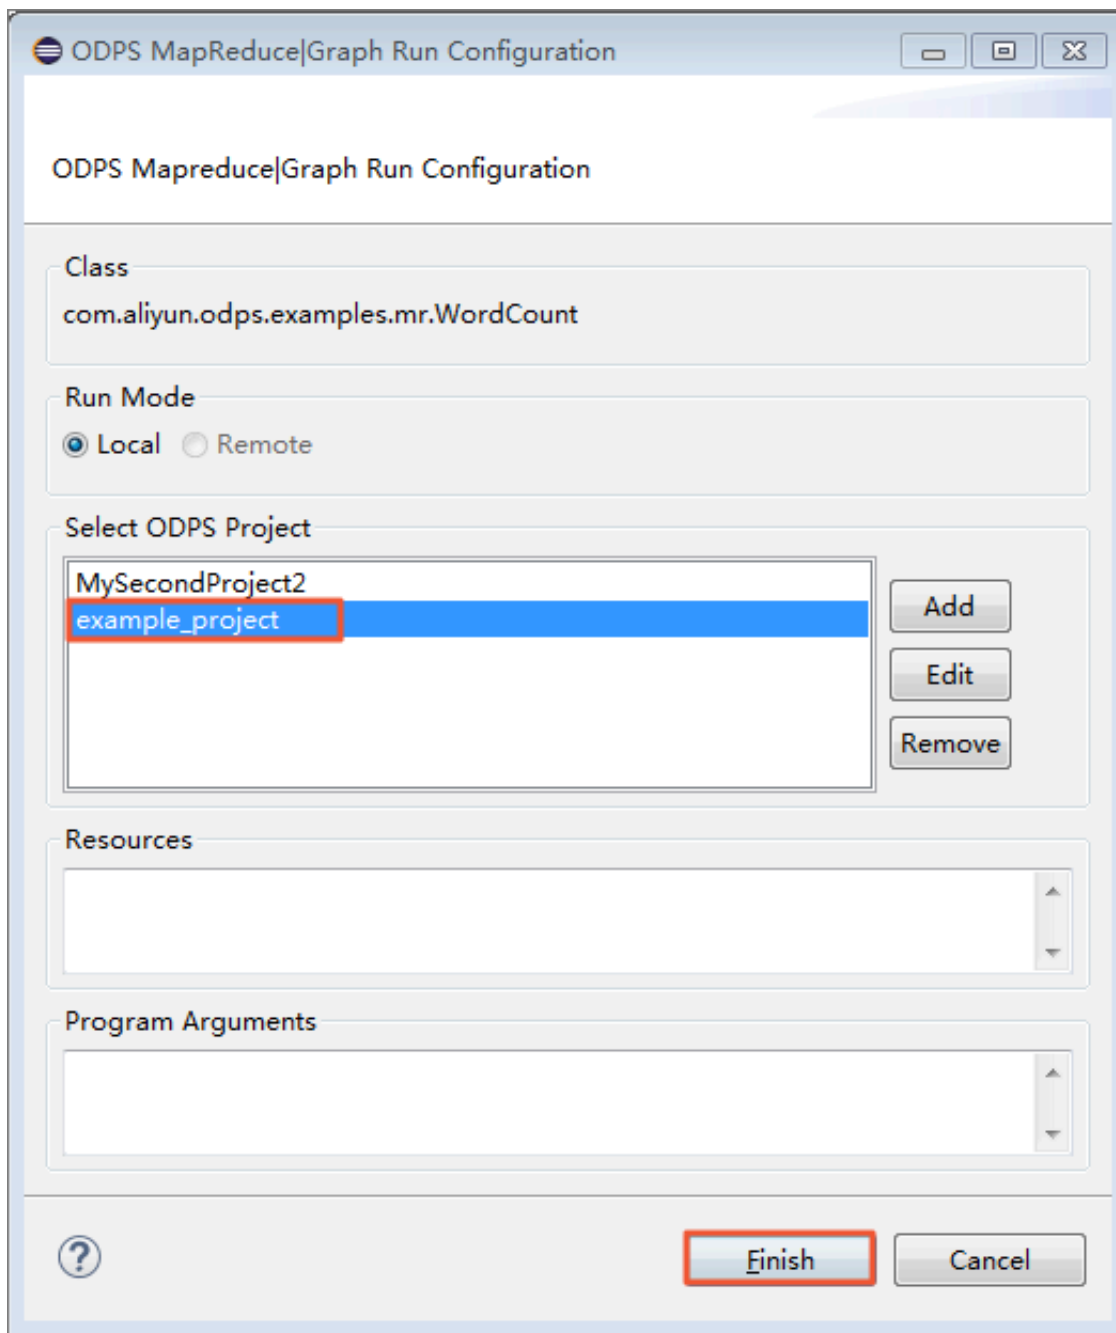 ODPS MapReduce|Graph Run Configuration
ODPS Mapreduce|Graph Run Configuration
Class
com.aliyun.odps.examples.mr.WordCount
Run Mode
Local Remote
Select ODPS Project
MySecondProject2
example_project
Add
Edit
Remove
Resources
Program Arguments
?
Finish Cancel